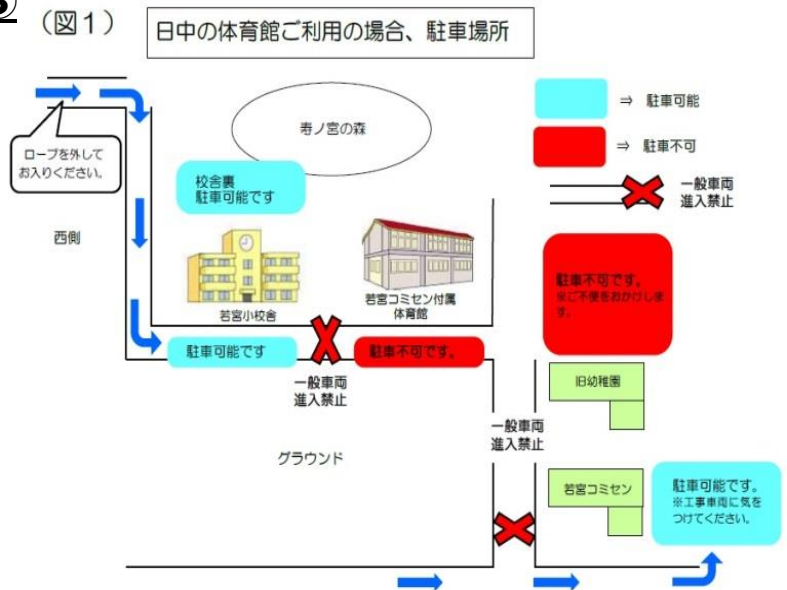 （図１）
日中の体育館ご利用の場合、駐車場所
⇒ 駐車可能
⇒ 駐車不可
一般車両
進入禁止
ロープを外して
お入りください。
寿ノ宮の森
校舎裏
駐車可能です
西側
若宮小校舎
若宮コミセン付属
体育館
駐車不可です。
※ご不便をおかけしま
す。
駐車可能です
駐車不可です。
一般車両
進入禁止
旧幼稚園
一般車両
進入禁止
グラウンド
若宮コミセン
駐車可能です。
※工事車両に気を
つけてください。